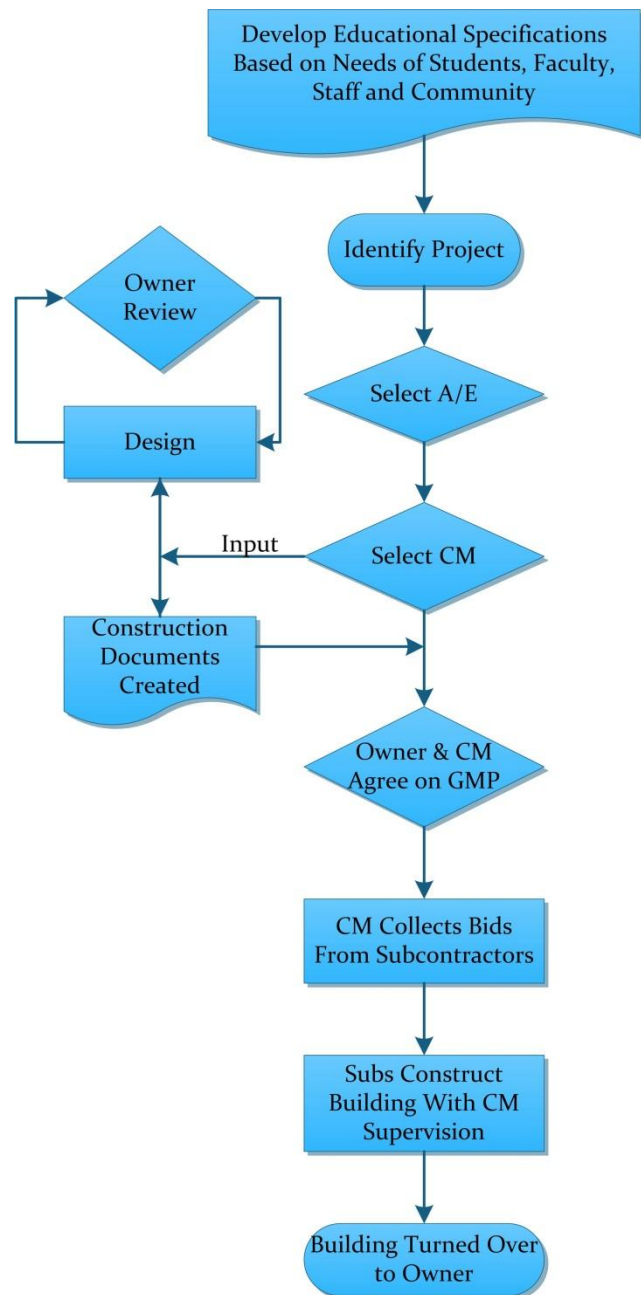 Develop Educational Specifications
Based on Needs of Students, Faculty,
Staff and Community
Identify Project
Owner
Review
Select A/E
Design
Input
Select CM
Construction
Documents
Created
Owner & CM
Agree on GMP
CM Collects Bids
From Subcontractors
Subs Construct
Building With CM
Supervision
Building Turned Over
to Owner